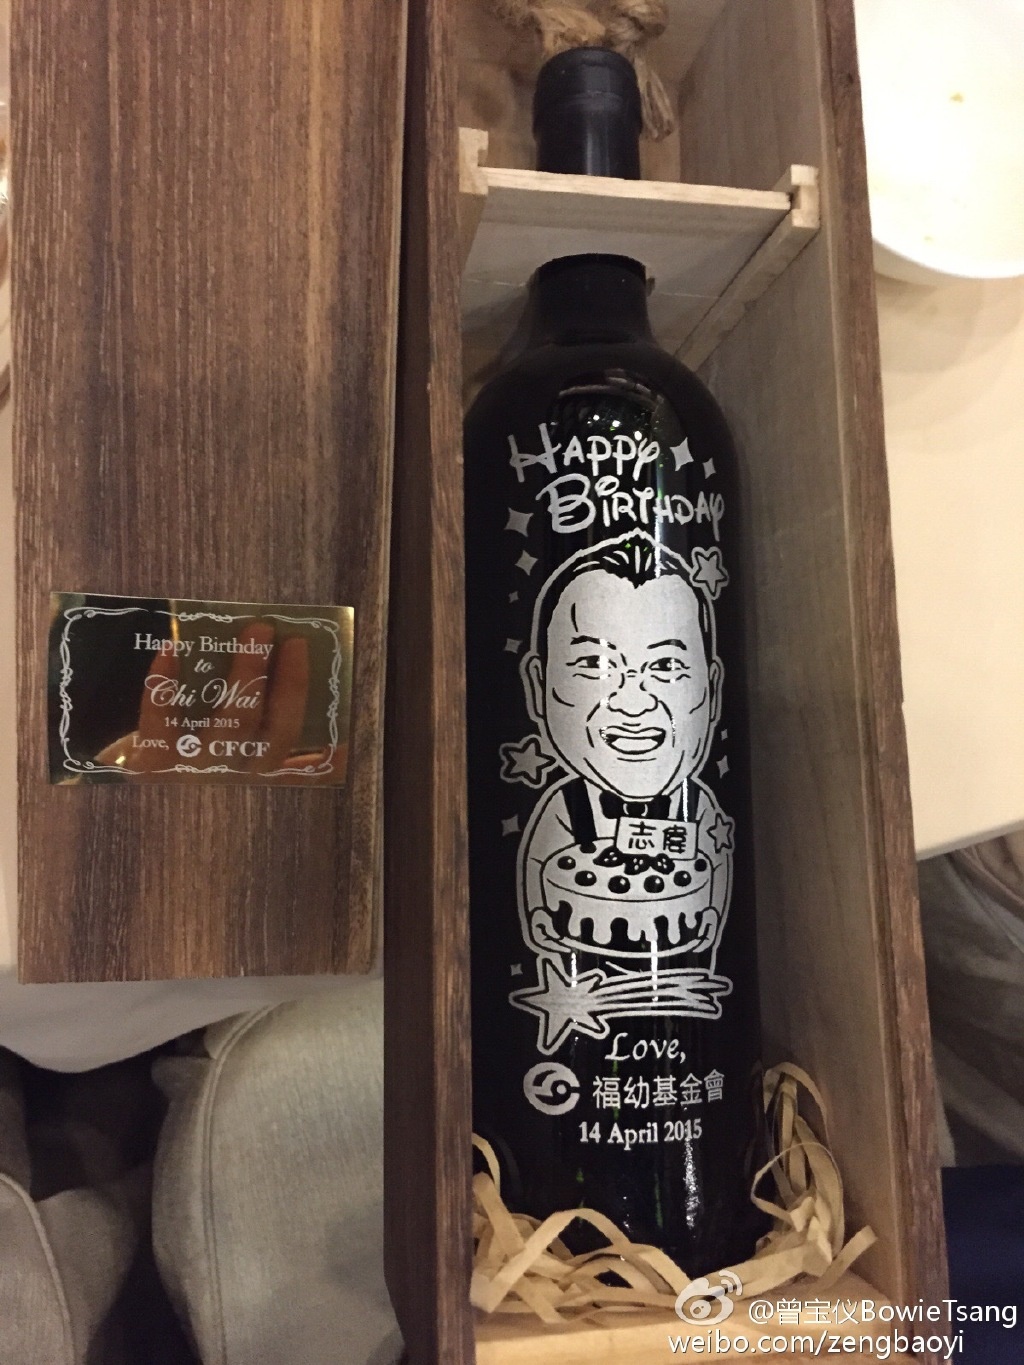 Happy Birthday
to
Chi Wai
14 April 2015
Love, CFCF
HAPPY
BIRTHDAY
志偉
Love,
福幼基金會
14 April 2015
@曾宝仪BowieTsang
weibo.com/zengbaoyi